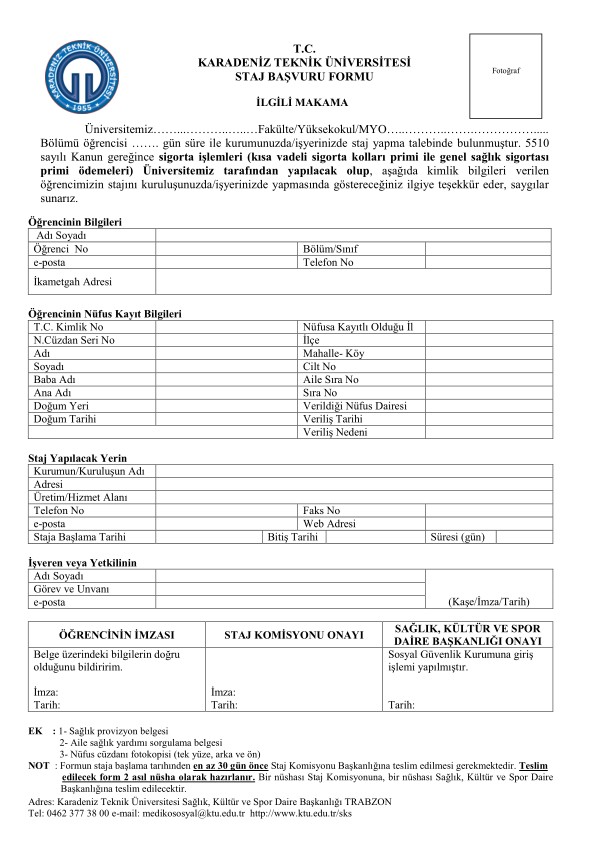 KARADENİZ TEKNİK ÜNİVERSİTESİ
1955
T.C.
KARADENİZ TEKNİK ÜNİVERSİTESİ
STAJ BAŞVURU FORMU
Fotoğraf
İLGİLİ MAKAMA
Üniversitemiz……...………...…..…Fakülte/Yüksekokul/MYO…..………..…….…………….....
Bölümü öğrencisi ……. gün süre ile kurumunuzda/işyerinizde staj yapma talebinde bulunmuştur. 5510
sayılı Kanun gereğince sigorta işlemleri (kısa vadeli sigorta kolları primi ile genel sağlık sigortası
primi ödemeleri) Üniversitemiz tarafından yapılacak olup, aşağıda kimlik bilgileri verilen
öğrencimizin stajını kuruluşunuzda/işyerinizde yapmasında göstereceğiniz ilgiye teşekkür eder, saygılar
sunarız.
Öğrencinin Bilgileri
Adı Soyadı
Öğrenci No Bölüm/Sınıf
e-posta Telefon No
İkametgah Adresi
Öğrencinin Nüfus Kayıt Bilgileri
T.C. Kimlik No Nüfusa Kayıtlı Olduğu İl
N.Cüzdan Seri No İlçe
Adı Mahalle- Köy
Soyadı Cilt No
Baba Adı Aile Sıra No
Ana Adı Sıra No
Doğum Yeri Verildiği Nüfus Dairesi
Doğum Tarihi Veriliş Tarihi
Veriliş Nedeni
Staj Yapılacak Yerin
Kurumun/Kuruluşun Adı
Adresi
Üretim/Hizmet Alanı
Telefon No Faks No
e-posta Web Adresi
Staja Başlama Tarihi Bitiş Tarihi Süresi (gün)
İşveren veya Yetkilinin
Adı Soyadı
Görev ve Unvanı
e-posta (Kaşe/İmza/Tarih)
ÖĞRENCİNİN İMZASI STAJ KOMİSYONU ONAYI SAĞLIK, KÜLTÜR VE SPOR
DAİRE BAŞKANLIĞI ONAYI
Belge üzerindeki bilgilerin doğru Sosyal Güvenlik Kurumuna giriş
olduğunu bildiririm. işlemi yapılmıştır.
İmza: İmza:
Tarih: Tarih: Tarih:
EK : 1- Sağlık provizyon belgesi
2- Aile sağlık yardımı sorgulama belgesi
3- Nüfus cüzdanı fotokopisi (tek yüze, arka ve ön)
NOT : Formun staja başlama tarihinden en az 30 gün önce Staj Komisyonu Başkanlığına teslim edilmesi gerekmektedir. Teslim
edilecek form 2 asıl nüsha olarak hazırlanır. Bir nüshası Staj Komisyonuna, bir nüshası Sağlık, Kültür ve Spor Daire
Başkanlığına teslim edilecektir.
Adres: Karadeniz Teknik Üniversitesi Sağlık, Kültür ve Spor Daire Başkanlığı TRABZON
Tel: 0462 377 38 00 e-mail: medikososyal@ktu.edu.tr http://www.ktu.edu.tr/sks